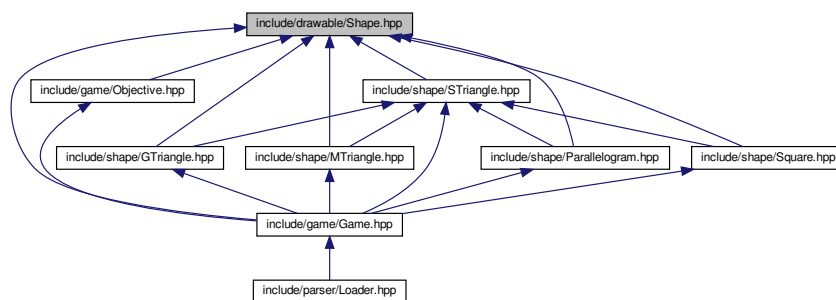 include/drawable/Shape.hpp
include/game/Objective.hpp
include/shape/STriangle.hpp
include/shape/GTriangle.hpp
include/shape/MTriangle.hpp
include/shape/Parallelogram.hpp
include/shape/Square.hpp
include/game/Game.hpp
include/parser/Loader.hpp